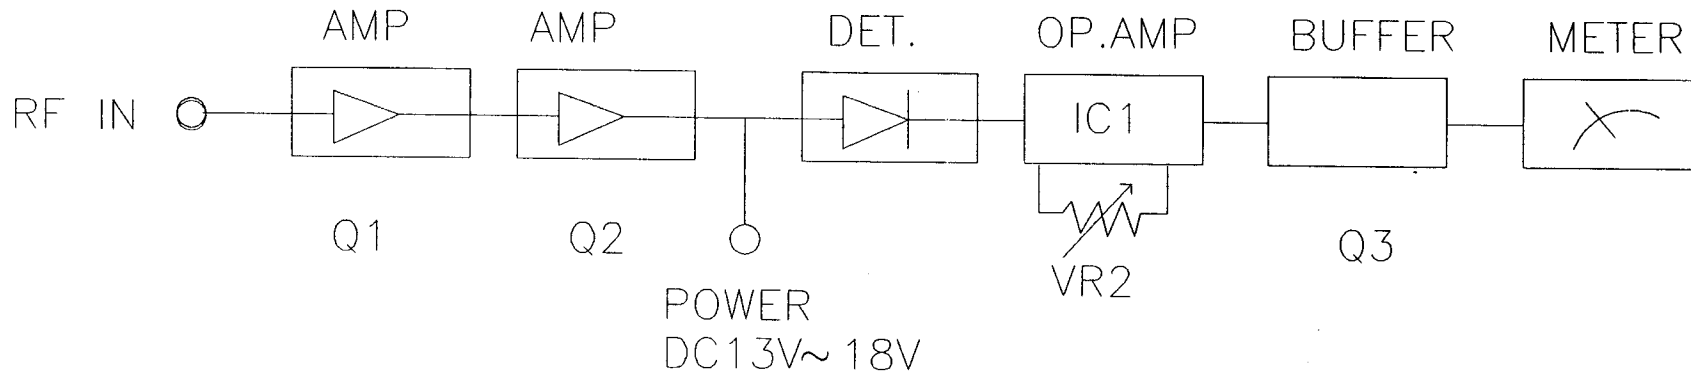 AMP
AMP
DET.
OP.AMP
BUFFER
METER
RF IN
IC1
Q1
Q2
VR2
Q3
POWER
DC13V~18V